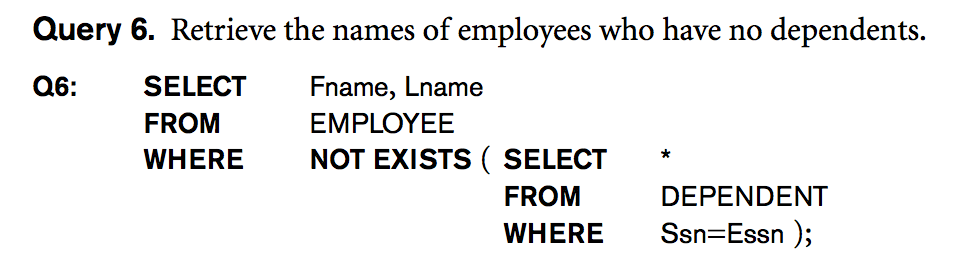 Query 6. Retrieve the names of employees who have no dependents.
Q6: SELECT Fname, Lname
FROM EMPLOYEE
WHERE NOT EXISTS ( SELECT *
FROM DEPENDENT
WHERE Ssn=Essn );